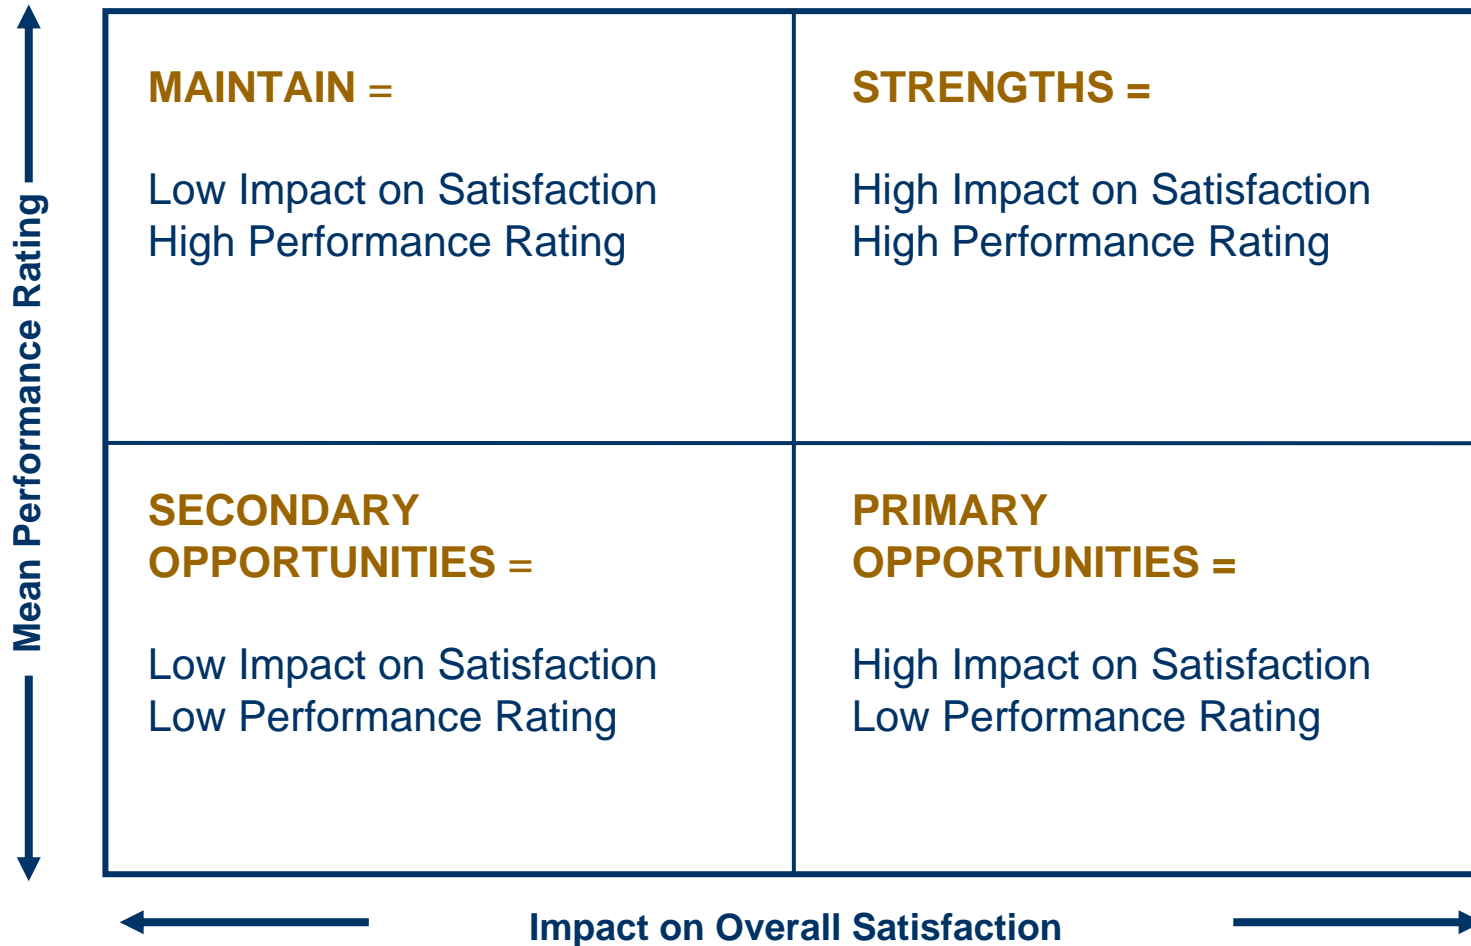 Mean Performance Rating
MAINTAIN =
Low Impact on Satisfaction
High Performance Rating
STRENGTHS =
High Impact on Satisfaction
High Performance Rating
SECONDARY
OPPORTUNITIES =
Low Impact on Satisfaction
Low Performance Rating
PRIMARY
OPPORTUNITIES =
High Impact on Satisfaction
Low Performance Rating
Impact on Overall Satisfaction